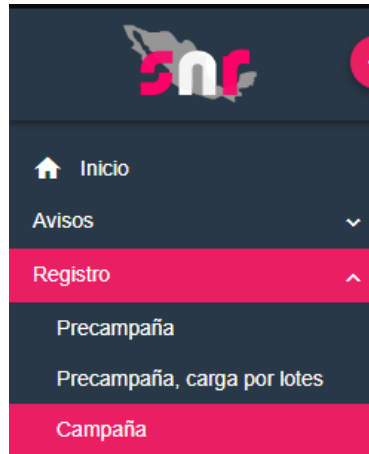 snr
Inicio
Avisos
Registro
Precampaña
Precampaña, carga por lotes
Campaña